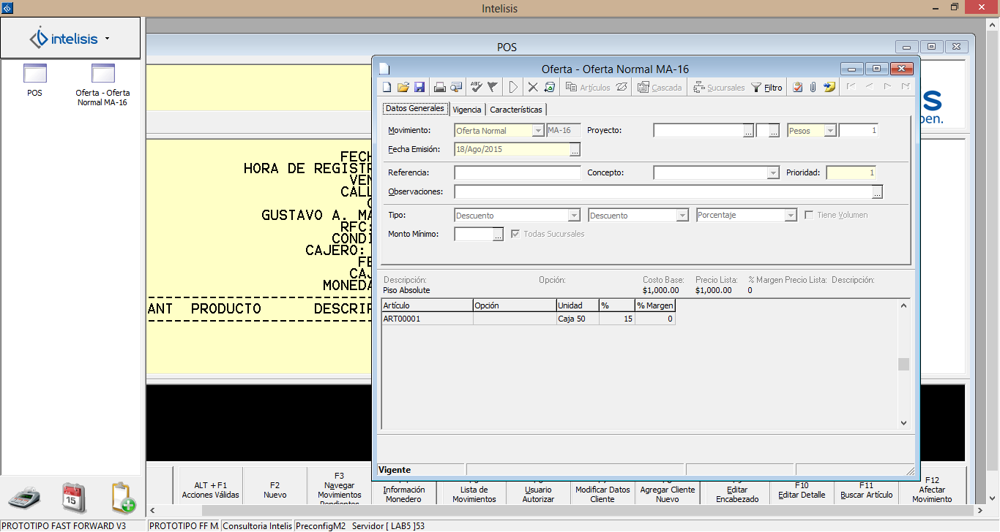 Intelisis
intelisis
POS
Oferta - Oferta
Normal MA-16
POS
FECH
HORA DE REGISTR
VEN
CALL
GUSTAVO A. MA
RFC:
CONDI
CAJERO:
FE
CAJ
MONEDA
ANT PRODUCTO DESCRIP
s
pen.
Oferta - Oferta Normal MA-16
Artículos Cascada Sucursales Filtro
Datos Generales Vigencia Características
Movimiento: Oferta Normal MA-16 Proyecto: ... ... Pesos 1
Fecha Emisión: 18/Ago/2015 ...
Referencia: Concepto: Prioridad: 1
Observaciones: ...
Tipo: Descuento Descuento Porcentaje Tiene Volumen
Monto Mínimo: ... Todas Sucursales
Descripción: Opción: Costo Base: Precio Lista: % Margen Precio Lista: Descripción:
Piso Absolute $1,000.00 $1,000.00 0
Artículo Opción Unidad % % Margen
ART00001 Caja 50 15 0
Vigente
ALT + F1
Acciones Válidas
F2
Nuevo
F3
Navegar
Movimientos
Pendientes
Información
Monedero
Lista de
Movimientos
Usuario
Autorizar
Modificar Datos
Cliente
Agregar Cliente
Nuevo
Editar
Encabezado
F10
Editar Detalle
F11
Buscar Artículo
F12
Afectar
Movimiento
15
PROTOTIPO FAST FORWARD V3 PROTOTIPO FF M Consultoria Intelis PreconfigM2 Servidor [ LAB5 ]53